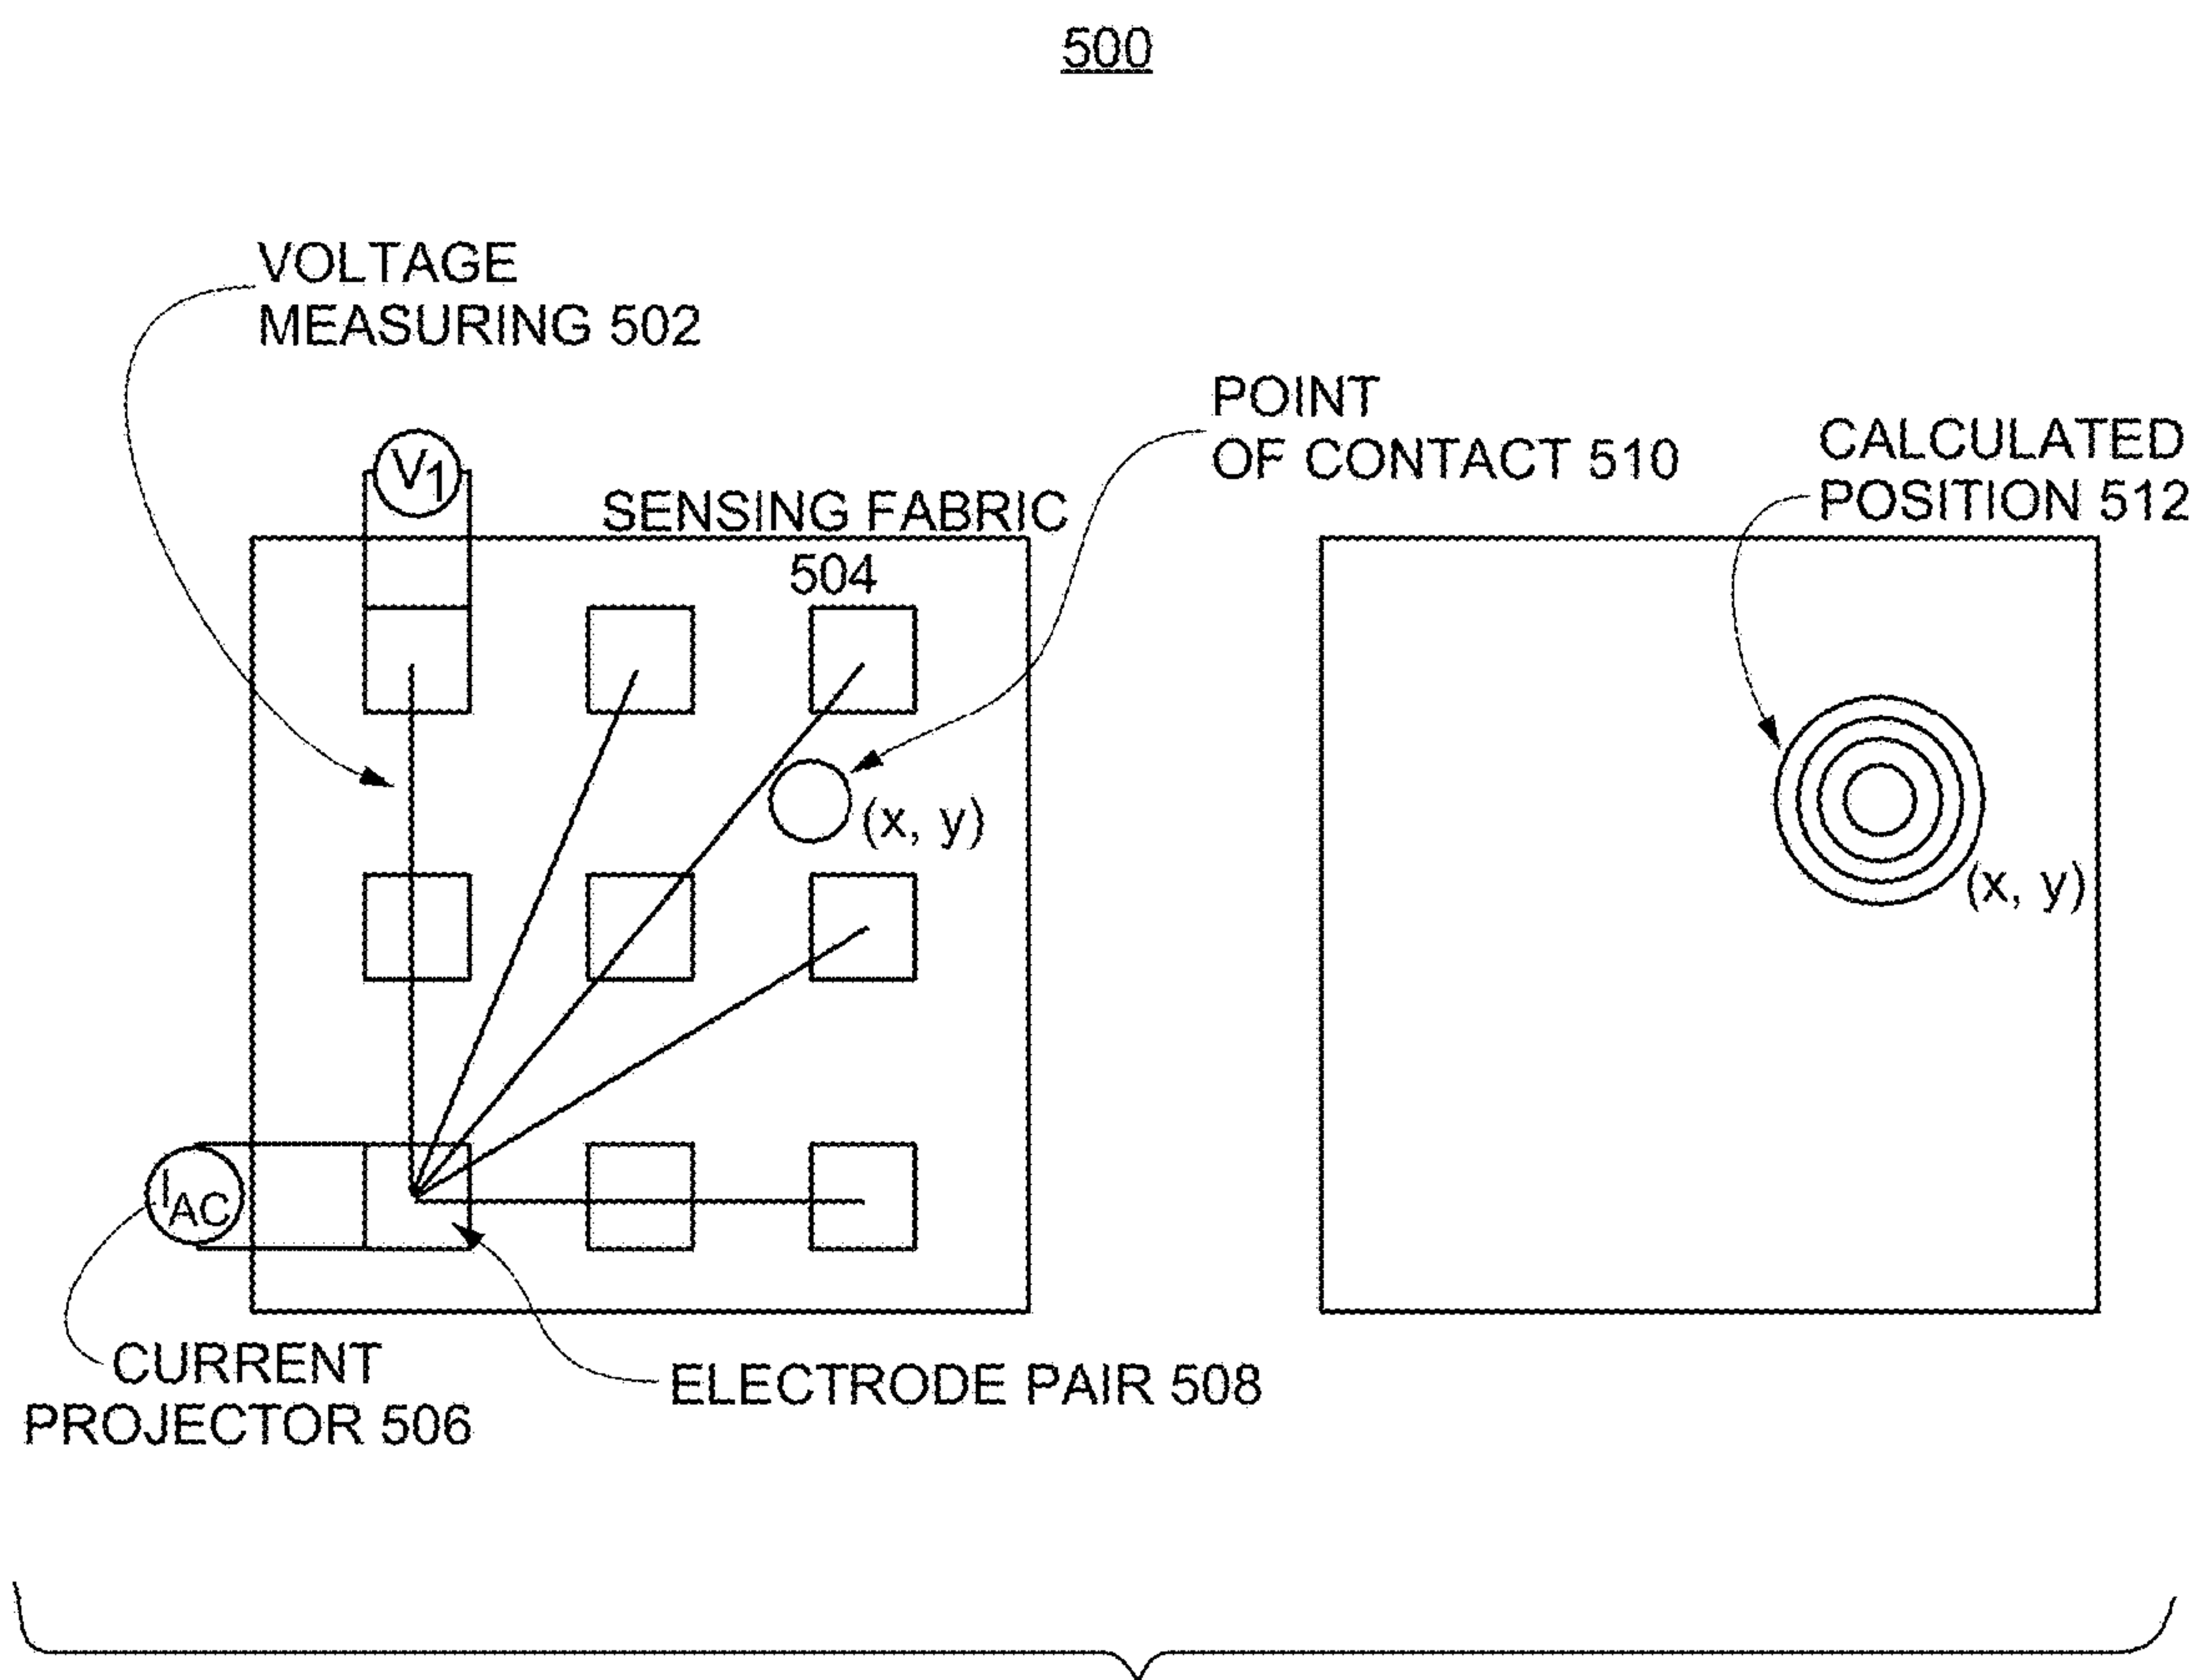 500
VOLTAGE
MEASURING 502
POINT
OF CONTACT 510
CALCULATED
POSITION 512
V1
SENSING FABRIC
504
(x, y)
(x, y)
IAC
CURRENT
PROJECTOR 506
ELECTRODE PAIR 508